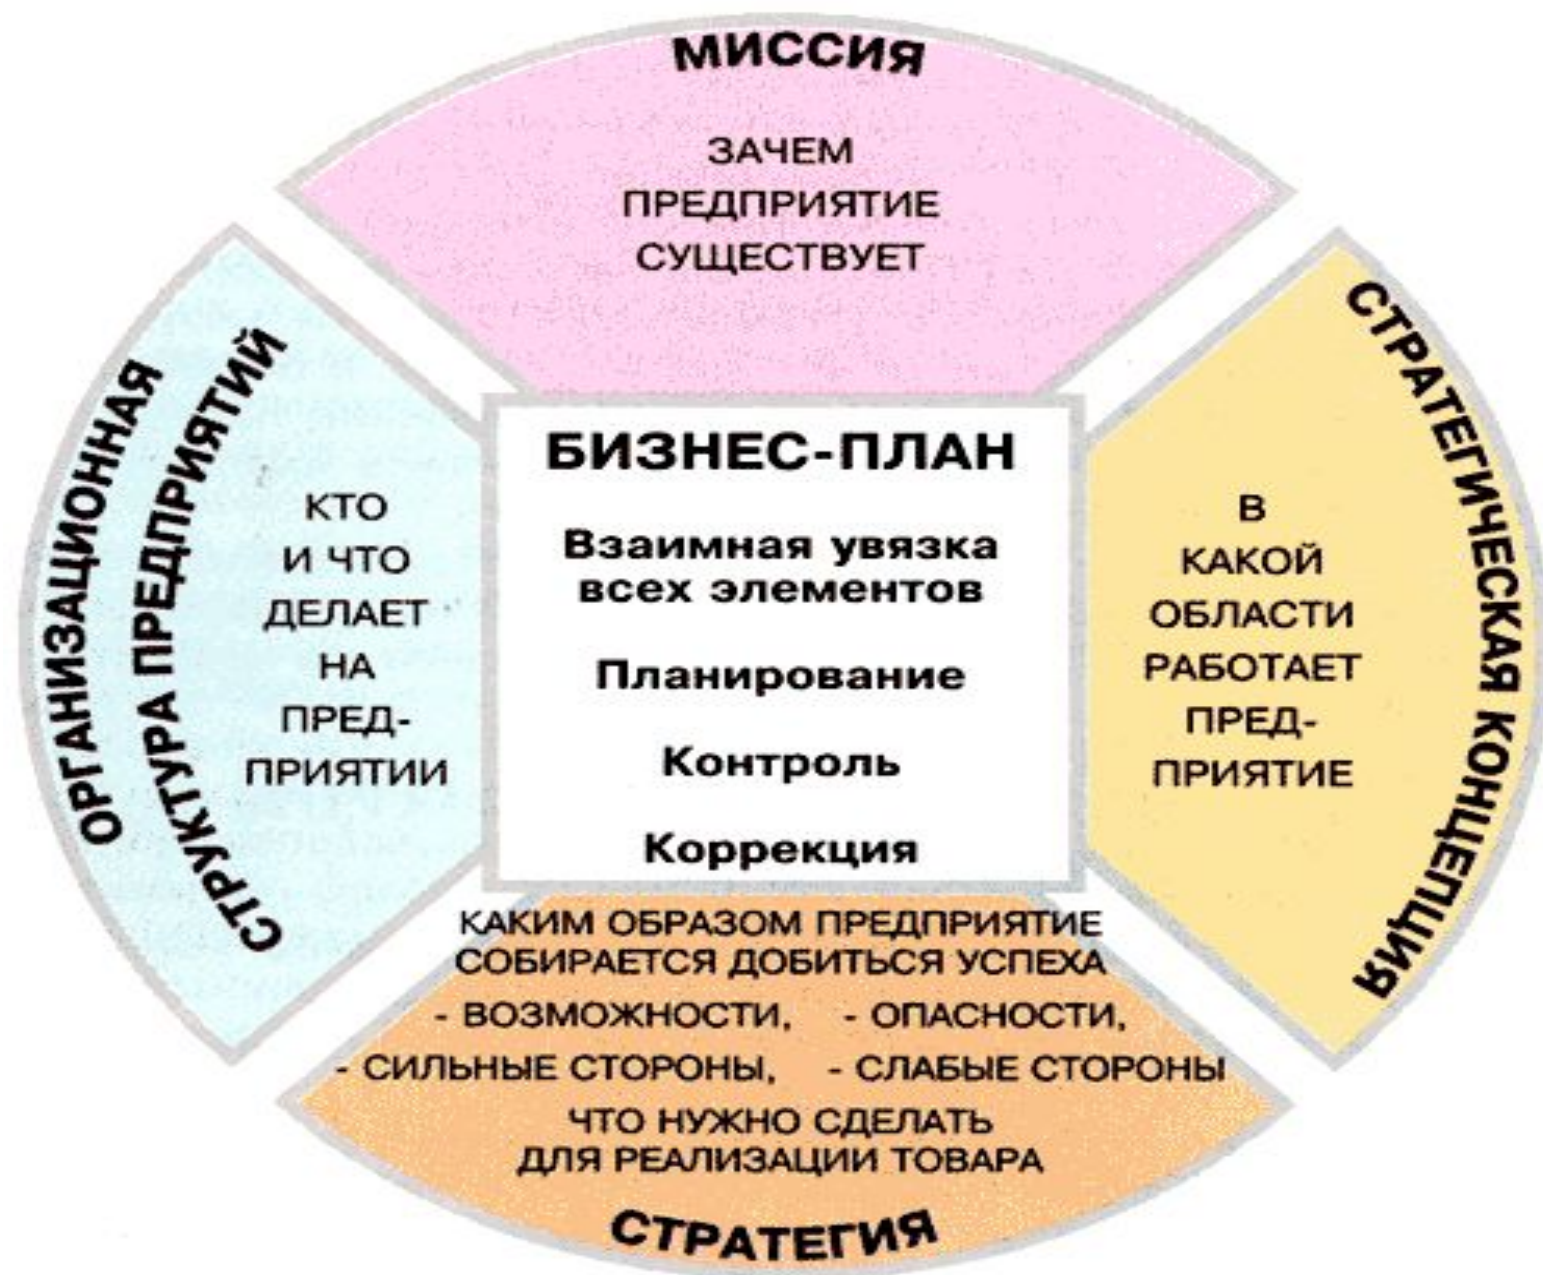 МИССИЯ
ЗАЧЕМ
ПРЕДПРИЯТИЕ
СУЩЕСТВУЕТ
ОРГАНИЗАЦИОННАЯ
СТРУКТУРА ПРЕДПРИЯТИЙ
КТО
И ЧТО
ДЕЛАЕТ
НА
ПРЕД-
ПРИЯТИИ
БИЗНЕС-ПЛАН
Взаимная увязка
всех элементов
Планирование
Контроль
Коррекция
В
КАКОЙ
ОБЛАСТИ
РАБОТАЕТ
ПРЕД-
ПРИЯТИЕ
СТРАТЕГИЧЕСКАЯ КОНЦЕПЦИЯ
КАКИМ ОБРАЗОМ ПРЕДПРИЯТИЕ
СОБИРАЕТСЯ ДОБИТЬСЯ УСПЕХА
- ВОЗМОЖНОСТИ, - ОПАСНОСТИ,
- СИЛЬНЫЕ СТОРОНЫ, - СЛАБЫЕ СТОРОНЫ
ЧТО НУЖНО СДЕЛАТЬ
ДЛЯ РЕАЛИЗАЦИИ ТОВАРА
СТРАТЕГИЯ